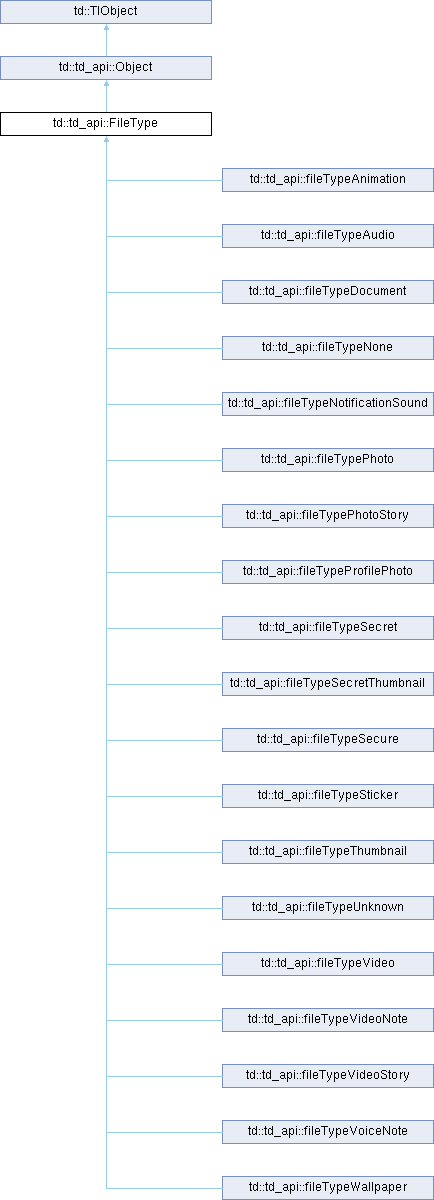 td::TlObject
td::td_api::Object
td::td_api::FileType
td::td_api::fileTypeAnimation
td::td_api::fileTypeAudio
td::td_api::fileTypeDocument
td::td_api::fileTypeNone
td::td_api::fileTypeNotificationSound
td::td_api::fileTypePhoto
td::td_api::fileTypePhotoStory
td::td_api::fileTypeProfilePhoto
td::td_api::fileTypeSecret
td::td_api::fileTypeSecretThumbnail
td::td_api::fileTypeSecure
td::td_api::fileTypeSticker
td::td_api::fileTypeThumbnail
td::td_api::fileTypeUnknown
td::td_api::fileTypeVideo
td::td_api::fileTypeVideoNote
td::td_api::fileTypeVideoStory
td::td_api::fileTypeVoiceNote
td::td_api::fileTypeWallpaper